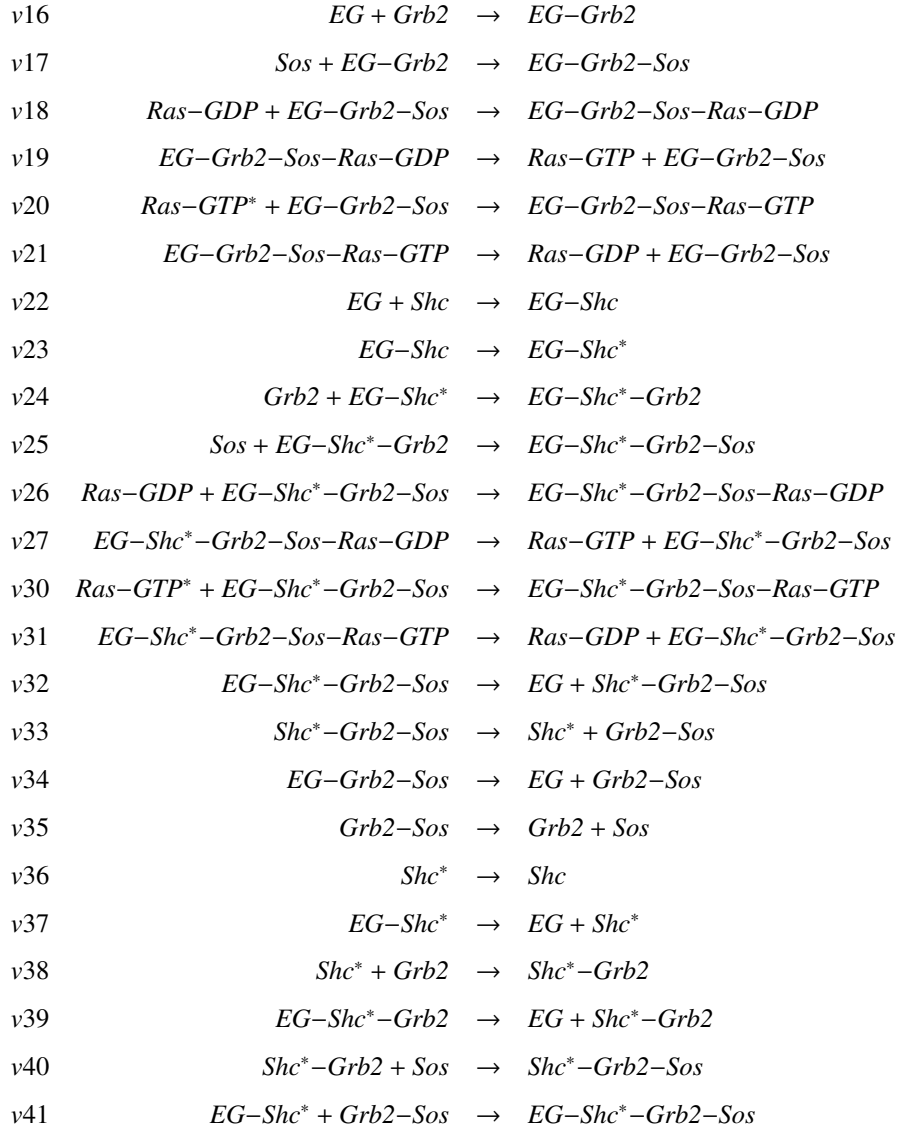 v16 EG + Grb2 → EG−Grb2
v17 Sos + EG−Grb2 → EG−Grb2−Sos
v18 Ras−GDP + EG−Grb2−Sos → EG−Grb2−Sos−Ras−GDP
v19 EG−Grb2−Sos−Ras−GDP → Ras−GTP + EG−Grb2−Sos
v20 Ras−GTP* + EG−Grb2−Sos → EG−Grb2−Sos−Ras−GTP
v21 EG−Grb2−Sos−Ras−GTP → Ras−GDP + EG−Grb2−Sos
v22 EG + Shc → EG−Shc
v23 EG−Shc → EG−Shc*
v24 Grb2 + EG−Shc* → EG−Shc*−Grb2
v25 Sos + EG−Shc*−Grb2 → EG−Shc*−Grb2−Sos
v26 Ras−GDP + EG−Shc*−Grb2−Sos → EG−Shc*−Grb2−Sos−Ras−GDP
v27 EG−Shc*−Grb2−Sos−Ras−GDP → Ras−GTP + EG−Shc*−Grb2−Sos
v30 Ras−GTP* + EG−Shc*−Grb2−Sos → EG−Shc*−Grb2−Sos−Ras−GTP
v31 EG−Shc*−Grb2−Sos−Ras−GTP → Ras−GDP + EG−Shc*−Grb2−Sos
v32 EG−Shc*−Grb2−Sos → EG + Shc*−Grb2−Sos
v33 Shc*−Grb2−Sos → Shc* + Grb2−Sos
v34 EG−Grb2−Sos → EG + Grb2−Sos
v35 Grb2−Sos → Grb2 + Sos
v36 Shc* → Shc
v37 EG−Shc* → EG + Shc*
v38 Shc* + Grb2 → Shc*−Grb2
v39 EG−Shc*−Grb2 → EG + Shc*−Grb2
v40 Shc*−Grb2 + Sos → Shc*−Grb2−Sos
v41 EG−Shc* + Grb2−Sos → EG−Shc*−Grb2−Sos